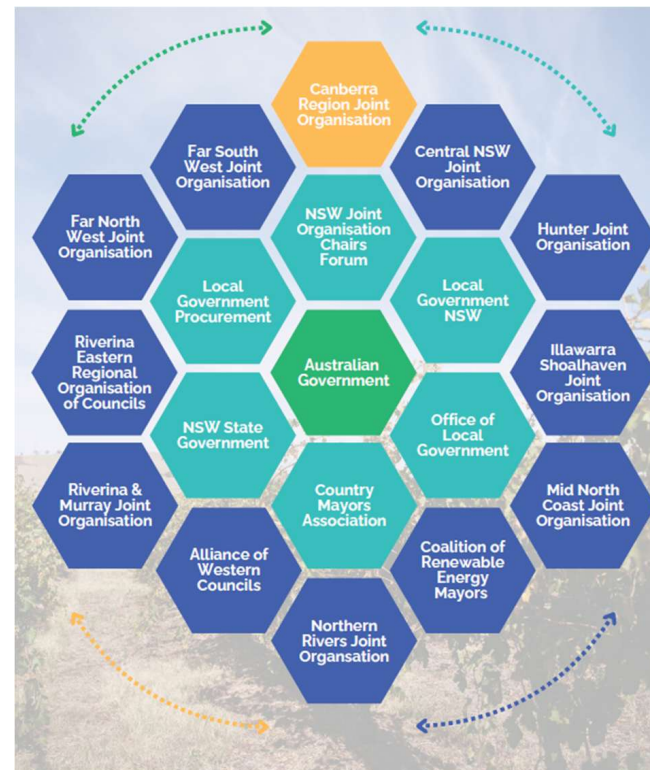 Canberra
Region Joint
Organisation
Far South
West Joint
Organisation
Central NSW
Joint
Organisation
Far North
West Joint
Organisation
NSW Joint
Organisation
Chairs
Forum
Hunter Joint
Organisation
Local
Government
Procurement
Local
Government
NSW
Riverina
Eastern
Regional
Organisation
of Councils
Australian
Government
Illawarra
Shoalhaven
Joint
Organisation
NSW State
Government
Office of
Local
Government
Riverina &
Murray Joint
Organisation
Country
Mayors
Association
Mid North
Coast Joint
Organisation
Alliance of
Western
Councils
Coalition of
Renewable
Energy
Mayors
Northern
Rivers Joint
Organsation